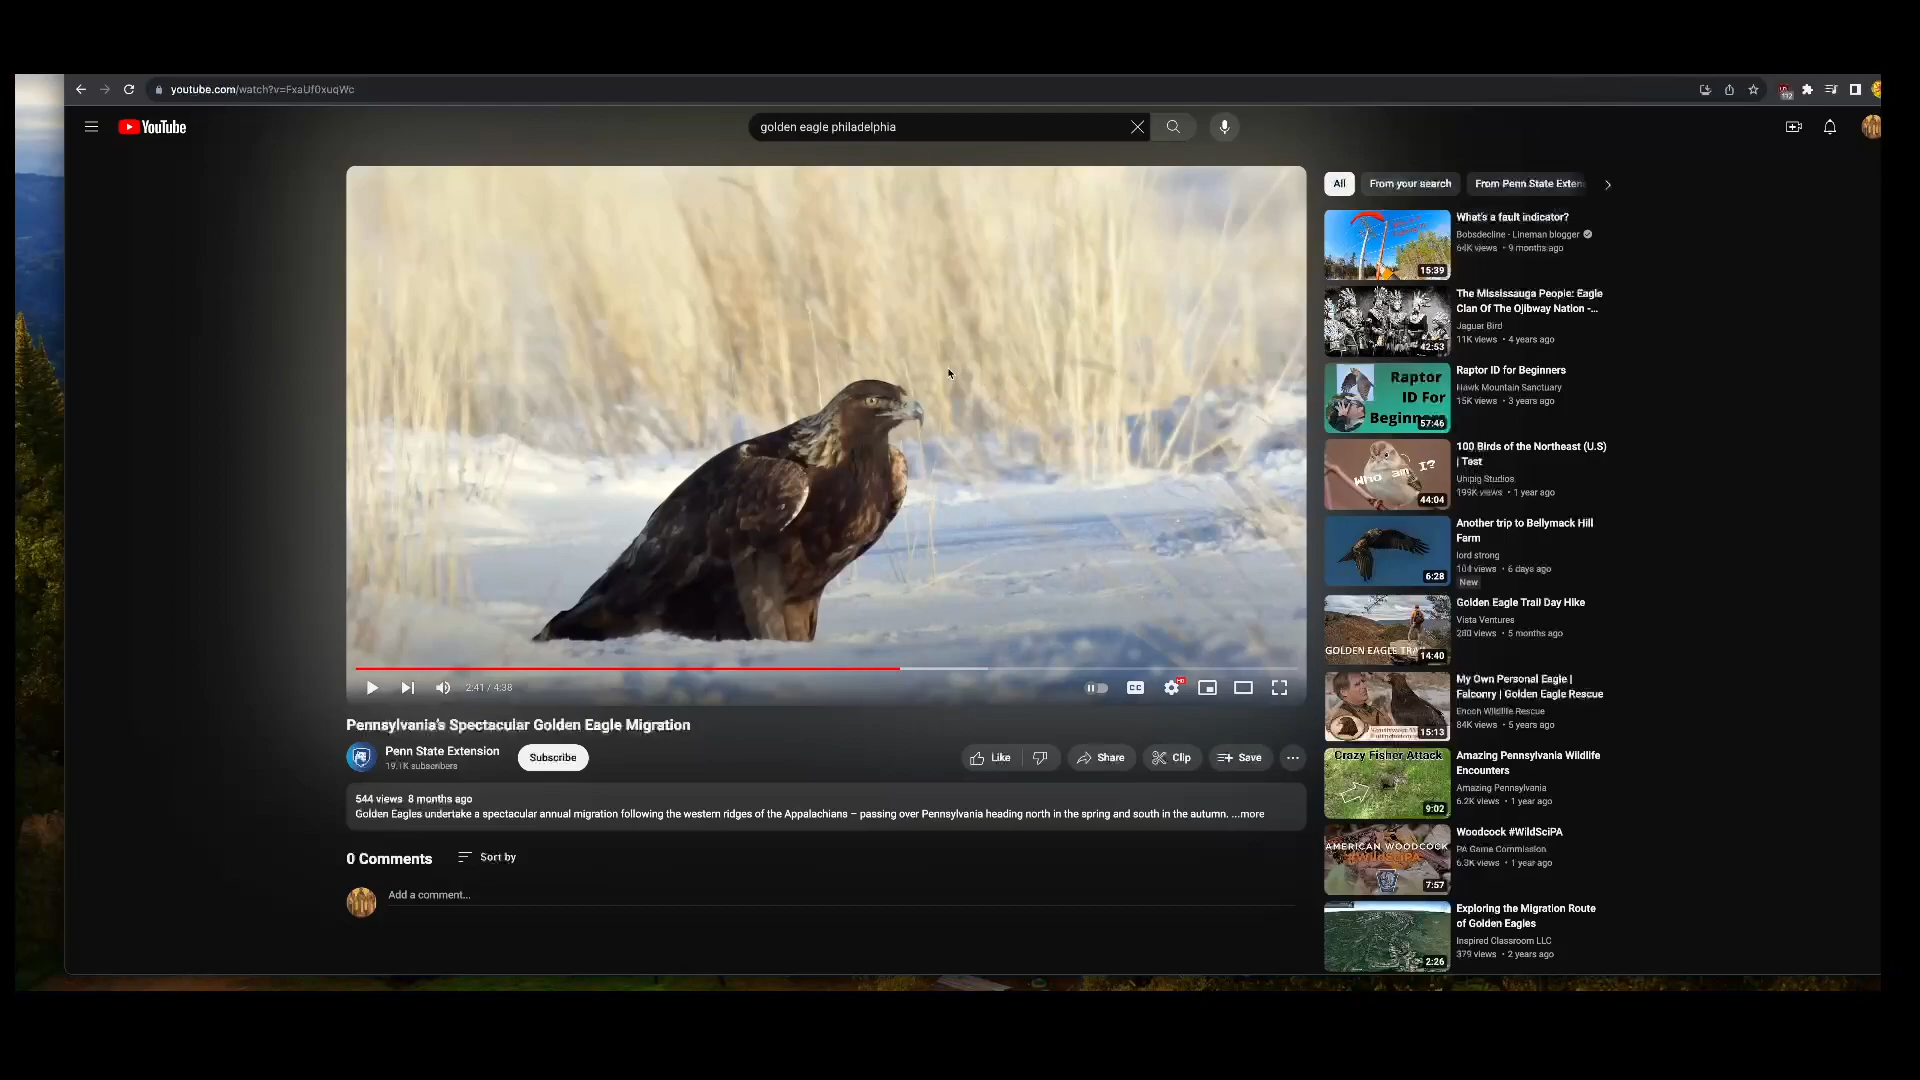 youtube.com/watch?v=FxaUf0xuqWc
YouTube
golden eagle philadelphia
All
From your search
From Penn State Exten
What's a fault indicator?
Bobsdecline - Lineman blogger
64K views • 9 months ago
15:39
The Mississauga People: Eagle
Clan Of The Ojibway Nation -...
Jaguar Bird
11K views • 4 years ago
42:53
Raptor
ID For
Beginners
57:46
Raptor ID for Beginners
Hawk Mountain Sanctuary
15K views • 3 years ago
Who am I?
44:04
100 Birds of the Northeast (U.S)
| Test
Unipig Studios
199K views • 1 year ago
6:28
Another trip to Bellymack Hill
Farm
lord strong
104 views • 6 days ago
New
GOLDEN EAGLE TRA
14:40
Golden Eagle Trail Day Hike
Vista Ventures
280 views • 5 months ago
15:13
My Own Personal Eagle |
Falconry | Golden Eagle Rescue
Enoch Wildlife Rescue
84K views • 5 years ago
Crazy Fisher Attack
9:02
Amazing Pennsylvania Wildlife
Encounters
Amazing Pennsylvania
6.2K views • 1 year ago
AMERICAN WOODCOCK
#WildSciPA
7:57
Woodcock #WildSciPA
PA Game Commission
6.3K views • 1 year ago
2:26
Exploring the Migration Route
of Golden Eagles
Inspired Classroom LLC
379 views • 2 years ago
2:41 / 4:38
CC
HD
Pennsylvania's Spectacular Golden Eagle Migration
Penn State Extension
19.1K subscribers
Subscribe
Like
Share
Clip
Save
544 views 8 months ago
Golden Eagles undertake a spectacular annual migration following the western ridges of the Appalachians – passing over Pennsylvania heading north in the spring and south in the autumn. ...more
0 Comments
Sort by
Add a comment...